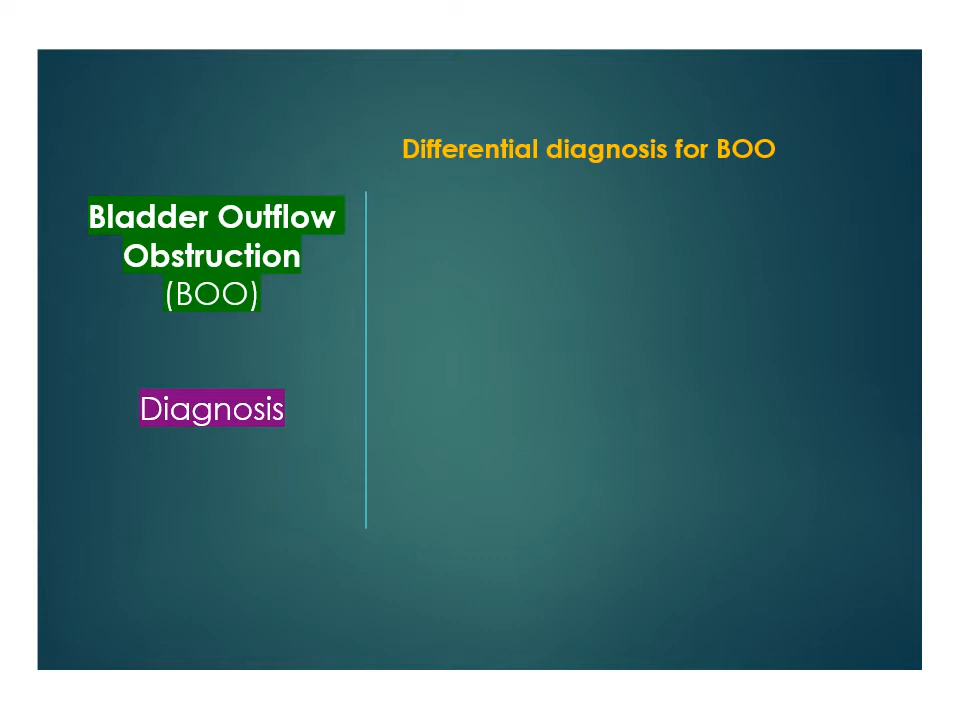 Differential diagnosis for BOO
Bladder Outflow
Obstruction
(BOO)
Diagnosis